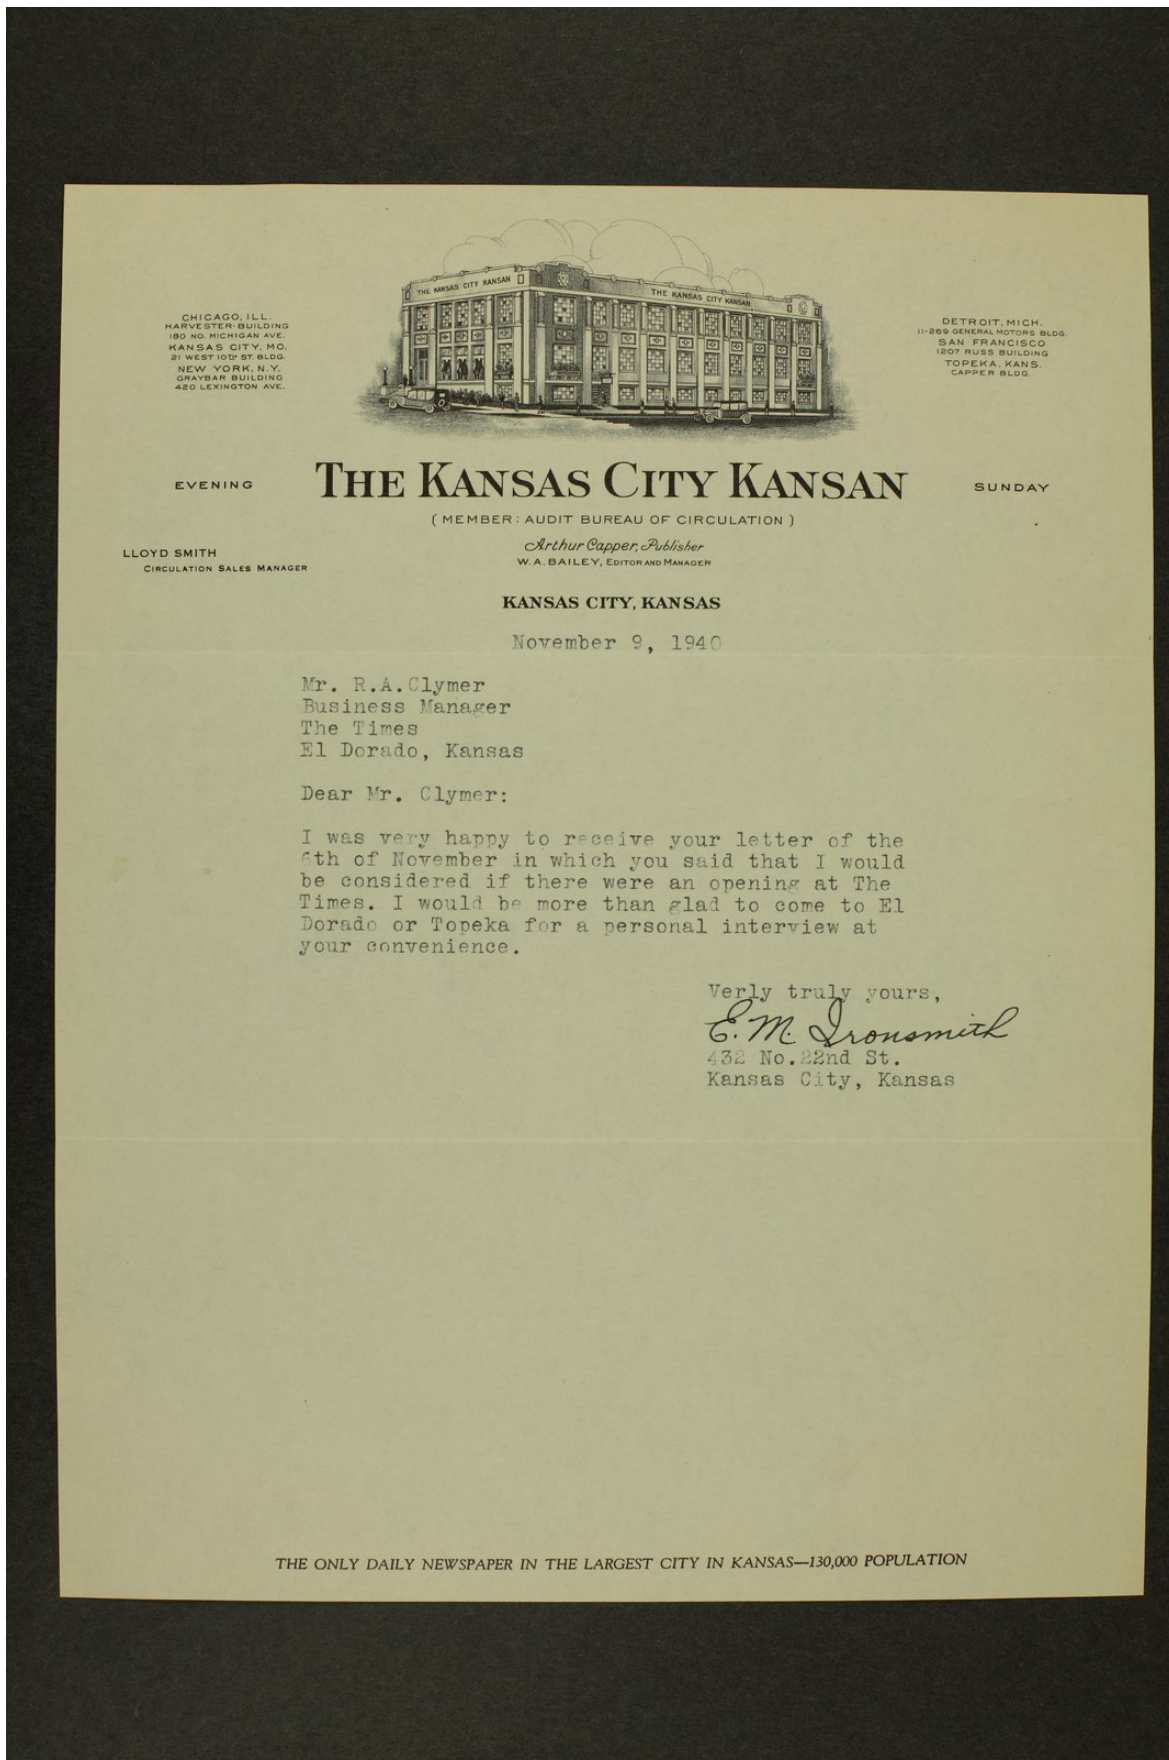 THE KANSAS CITY KANSAN
THE KANSAS CITY KANSAN
CHICAGO, ILL.
HARVESTER BUILDING
180 NO. MICHIGAN AVE.
KANSAS CITY, MO.
21 WEST 10TH ST. BLDG.
NEW YORK, N.Y.
GRAYBAR BUILDING
420 LEXINGTON AVE.
DETROIT, MICH.
11-269 GENERAL MOTORS BLDG.
SAN FRANCISCO
1207 RUSS BUILDING
TOPEKA, KANS.
CAPPER BLDG.
EVENING
THE KANSAS CITY KANSAN
SUNDAY
( MEMBER: AUDIT BUREAU OF CIRCULATION )
Arthur Capper, Publisher
W. A. BAILEY, EDITOR AND MANAGER
LLOYD SMITH
CIRCULATION SALES MANAGER
KANSAS CITY, KANSAS
November 9, 1940
Mr. R.A.Clymer
Business Manager
The Times
El Dorado, Kansas
Dear Mr. Clymer:
I was very happy to receive your letter of the
6th of November in which you said that I would
be considered if there were an opening at The
Times. I would be more than glad to come to El
Dorado or Topeka for a personal interview at
your convenience.
Verly truly yours,
E. M. Ironsmith
432 No.22nd St.
Kansas City, Kansas
THE ONLY DAILY NEWSPAPER IN THE LARGEST CITY IN KANSAS—130,000 POPULATION